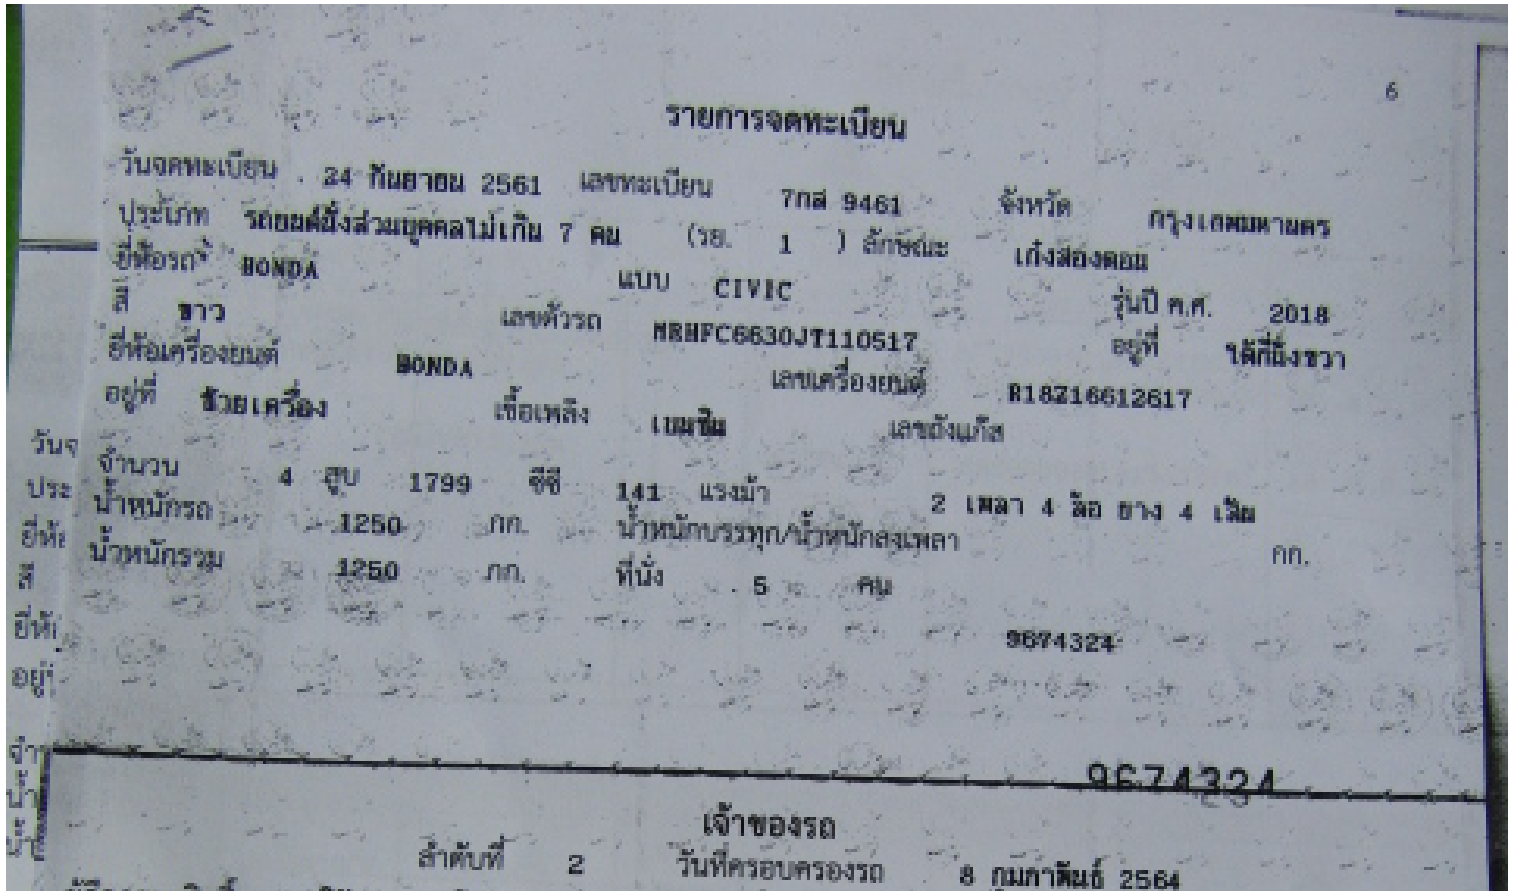 6
รายการจดทะเบียน
วันจดทะเบียน 24 กันยายน 2561 เลขทะเบียน 7กส 9461 จังหวัด กรุงเทพมหานคร
ประเภท รถยนต์นั่งส่วนบุคคลไม่เกิน 7 คน (รย. 1 ) ลักษณะ เก๋งสองตอน
ยี่ห้อรถ HONDA แบบ CIVIC รุ่นปี ค.ศ. 2018
สี ขาว เลขตัวรถ MRHFC6630JT110517 อยู่ที่ ใต้ที่นั่งขวา
ยี่ห้อเครื่องยนต์ HONDA เลขเครื่องยนต์ R18Z16612617
อยู่ที่ ซ้ายเครื่อง เชื้อเพลิง เบนซิน เลขถังแก๊ส
จำนวน 4 สูบ 1799 ซีซี 141 แรงม้า 2 เพลา 4 ล้อ ยาง 4 เส้น
น้ำหนักรถ 1250 กก. น้ำหนักบรรทุก/น้ำหนักลงเพลา กก.
น้ำหนักรวม 1250 กก. ที่นั่ง 5 คน
9674324
9674324
เจ้าของรถ
ลำดับที่ 2 วันที่ครอบครองรถ 8 กุมภาพันธ์ 2564